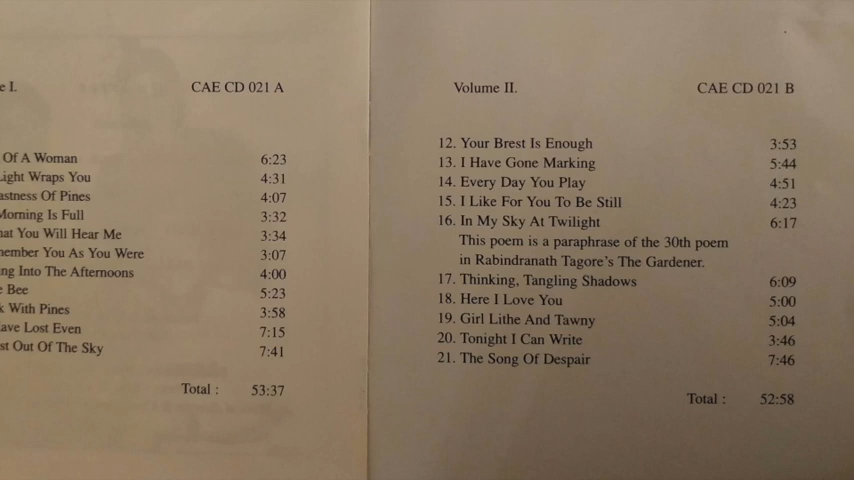 e I. CAE CD 021 A
Of A Woman 6:23
Light Wraps You 4:31
astness Of Pines 4:07
Morning Is Full 3:32
hat You Will Hear Me 3:34
member You As You Were 3:07
ing Into The Afternoons 4:00
e Bee 5:23
k With Pines 3:58
ave Lost Even 7:15
st Out Of The Sky 7:41
Total : 53:37
Volume II. CAE CD 021 B
12. Your Brest Is Enough 3:53
13. I Have Gone Marking 5:44
14. Every Day You Play 4:51
15. I Like For You To Be Still 4:23
16. In My Sky At Twilight 6:17
This poem is a paraphrase of the 30th poem
in Rabindranath Tagore's The Gardener.
17. Thinking, Tangling Shadows 6:09
18. Here I Love You 5:00
19. Girl Lithe And Tawny 5:04
20. Tonight I Can Write 3:46
21. The Song Of Despair 7:46
Total : 52:58